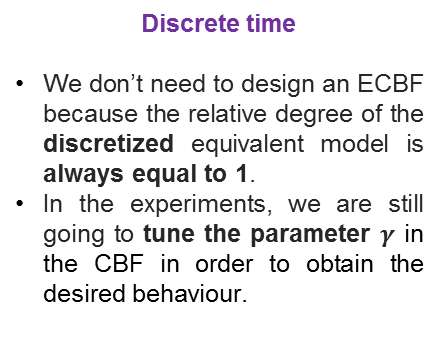 Discrete time
• We don’t need to design an ECBF
because the relative degree of the
discretized equivalent model is
always equal to 1.
• In the experiments, we are still
going to tune the parameter γ in
the CBF in order to obtain the
desired behaviour.